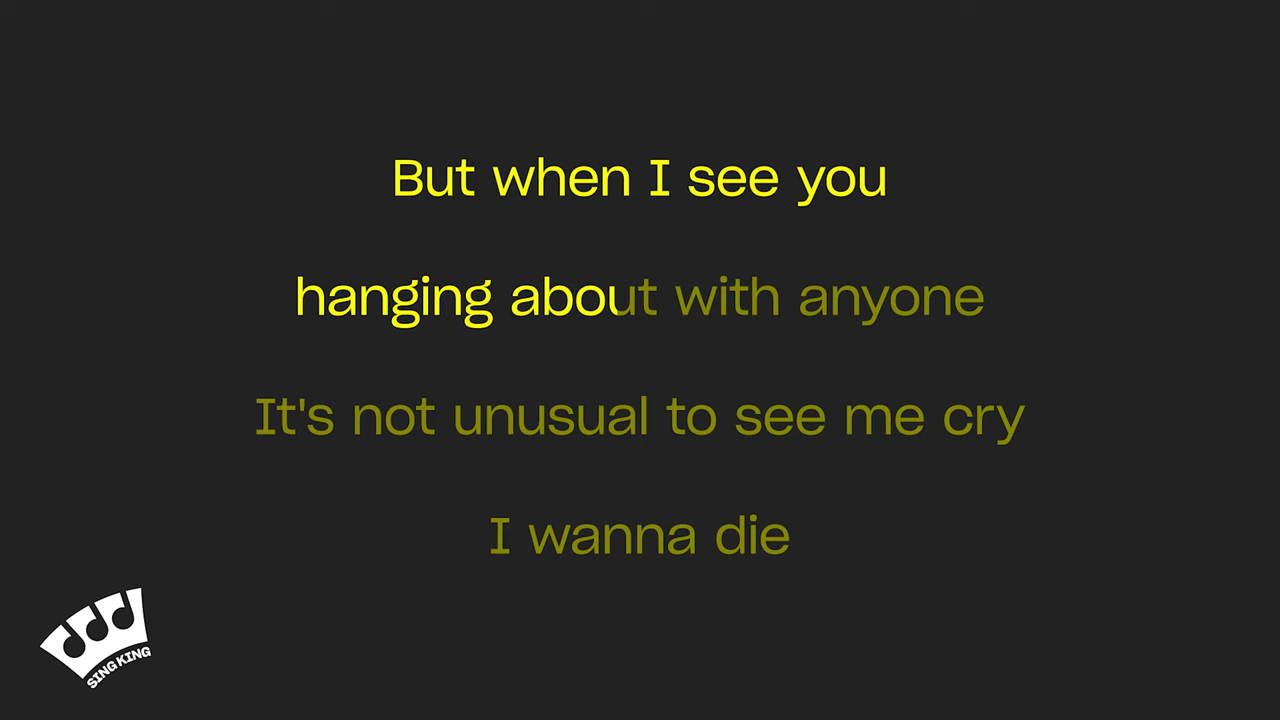 But when I see you
hanging about with anyone
It's not unusual to see me cry
I wanna die
SING KING